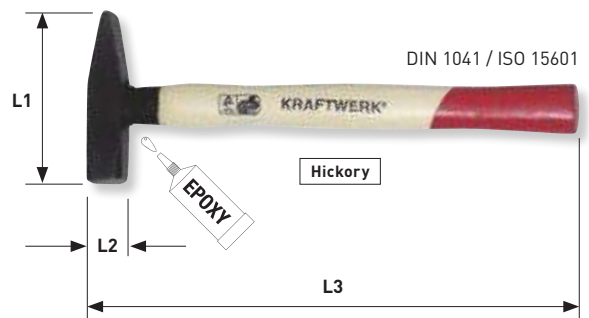 DIN 1041 / ISO 15601
L1
KRAFTWERK®
Hickory
EPOXY
L2
L3